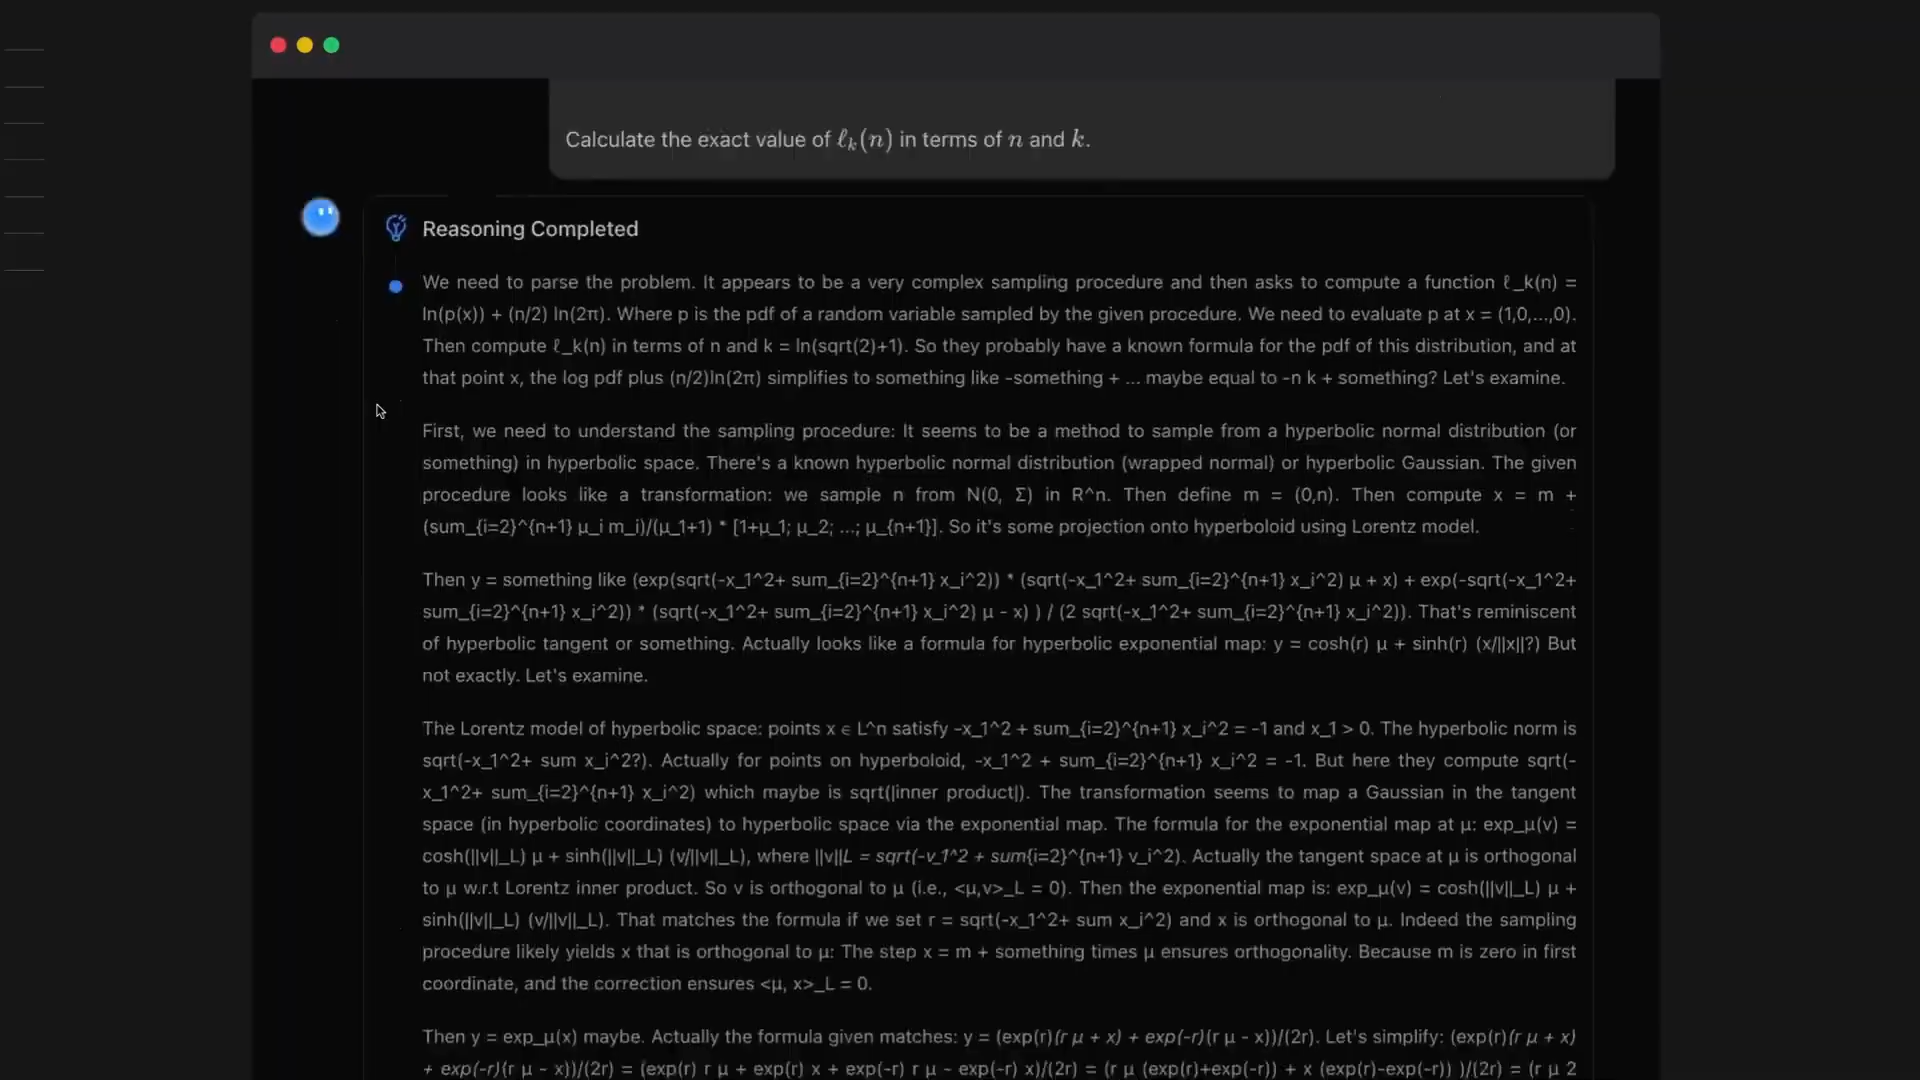 Calculate the exact value of ℓₖ(n) in terms of n and k.
Reasoning Completed
We need to parse the problem. It appears to be a very complex sampling procedure and then asks to compute a function ℓ_k(n) =
ln(p(x)) + (n/2) ln(2π). Where p is the pdf of a random variable sampled by the given procedure. We need to evaluate p at x = (1,0,...,0).
Then compute ℓ_k(n) in terms of n and k = ln(sqrt(2)+1). So they probably have a known formula for the pdf of this distribution, and at
that point x, the log pdf plus (n/2)ln(2π) simplifies to something like -something + ... maybe equal to -n k + something? Let's examine.
First, we need to understand the sampling procedure: It seems to be a method to sample from a hyperbolic normal distribution (or
something) in hyperbolic space. There's a known hyperbolic normal distribution (wrapped normal) or hyperbolic Gaussian. The given
procedure looks like a transformation: we sample n from N(0, Σ) in R^n. Then define m = (0,n). Then compute x = m +
(sum_{i=2}^{n+1} μ_i m_i)/(μ_1+1) * [1+μ_1; μ_2; ...; μ_{n+1}]. So it's some projection onto hyperboloid using Lorentz model.
Then y = something like (exp(sqrt(-x_1^2+ sum_{i=2}^{n+1} x_i^2)) * (sqrt(-x_1^2+ sum_{i=2}^{n+1} x_i^2) μ + x) + exp(-sqrt(-x_1^2+
sum_{i=2}^{n+1} x_i^2)) * (sqrt(-x_1^2+ sum_{i=2}^{n+1} x_i^2) μ - x) ) / (2 sqrt(-x_1^2+ sum_{i=2}^{n+1} x_i^2)). That's reminiscent
of hyperbolic tangent or something. Actually looks like a formula for hyperbolic exponential map: y = cosh(r) μ + sinh(r) (x/||x||?) But
not exactly. Let's examine.
The Lorentz model of hyperbolic space: points x ∈ L^n satisfy -x_1^2 + sum_{i=2}^{n+1} x_i^2 = -1 and x_1 > 0. The hyperbolic norm is
sqrt(-x_1^2+ sum x_i^2?). Actually for points on hyperboloid, -x_1^2 + sum_{i=2}^{n+1} x_i^2 = -1. But here they compute sqrt(-
x_1^2+ sum_{i=2}^{n+1} x_i^2) which maybe is sqrt(|inner product|). The transformation seems to map a Gaussian in the tangent
space (in hyperbolic coordinates) to hyperbolic space via the exponential map. The formula for the exponential map at μ: exp_μ(v) =
cosh(||v||_L) μ + sinh(||v||_L) (v/||v||_L), where ||v||L = sqrt(-v_1^2 + sum{i=2}^{n+1} v_i^2). Actually the tangent space at μ is orthogonal
to μ w.r.t Lorentz inner product. So v is orthogonal to μ (i.e., <μ,v>_L = 0). Then the exponential map is: exp_μ(v) = cosh(||v||_L) μ +
sinh(||v||_L) (v/||v||_L). That matches the formula if we set r = sqrt(-x_1^2+ sum x_i^2) and x is orthogonal to μ. Indeed the sampling
procedure likely yields x that is orthogonal to μ: The step x = m + something times μ ensures orthogonality. Because m is zero in first
coordinate, and the correction ensures <μ, x>_L = 0.
Then y = exp_μ(x) maybe. Actually the formula given matches: y = (exp(r)(r μ + x) + exp(-r)(r μ - x))/(2r). Let's simplify: (exp(r)(r μ + x)
+ exp(-r)(r μ - x))/(2r) = (exp(r) r μ + exp(r) x + exp(-r) r μ - exp(-r) x)/(2r) = (r μ (exp(r)+exp(-r)) + x (exp(r)-exp(-r)) )/(2r) = (r μ 2